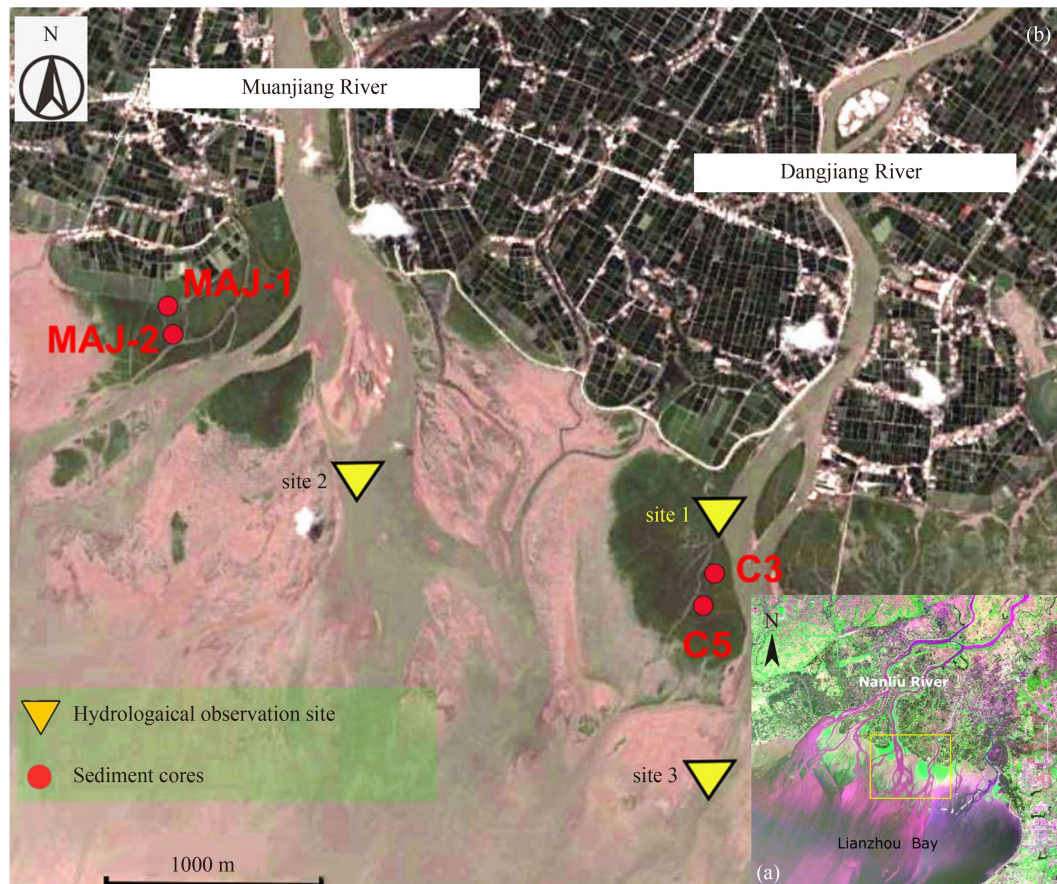 N
(b)
Muanjiang River
Dangjiang River
MAJ-1
MAJ-2
site 2
site 1
C3
C5
N
Nanliu River
Hydrologaical observation site
Sediment cores
site 3
Lianzhou Bay
1000 m
(a)